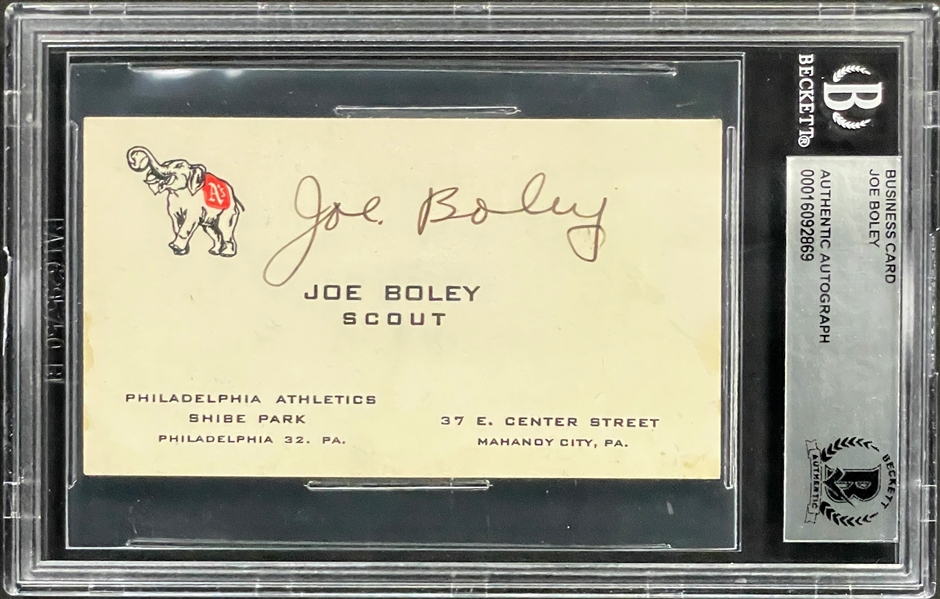 A's
Joe Boley
JOE BOLEY
SCOUT
PHILADELPHIA ATHLETICS
SHIBE PARK
PHILADELPHIA 32. PA.
37 E. CENTER STREET
MAHANOY CITY, PA.
B
BECKETT®
BUSINESS CARD
JOE BOLEY
AUTHENTIC AUTOGRAPH
00016092869
BECKETT
AUTHENTIC